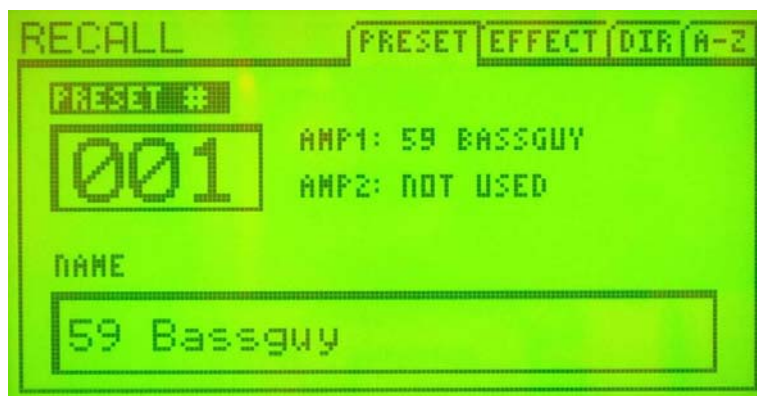 RECALL PRESET EFFECT DIR A-Z
PRESET #
001
AMP1: 59 BASSGUY
AMP2: NOT USED
NAME
59 Bassguy